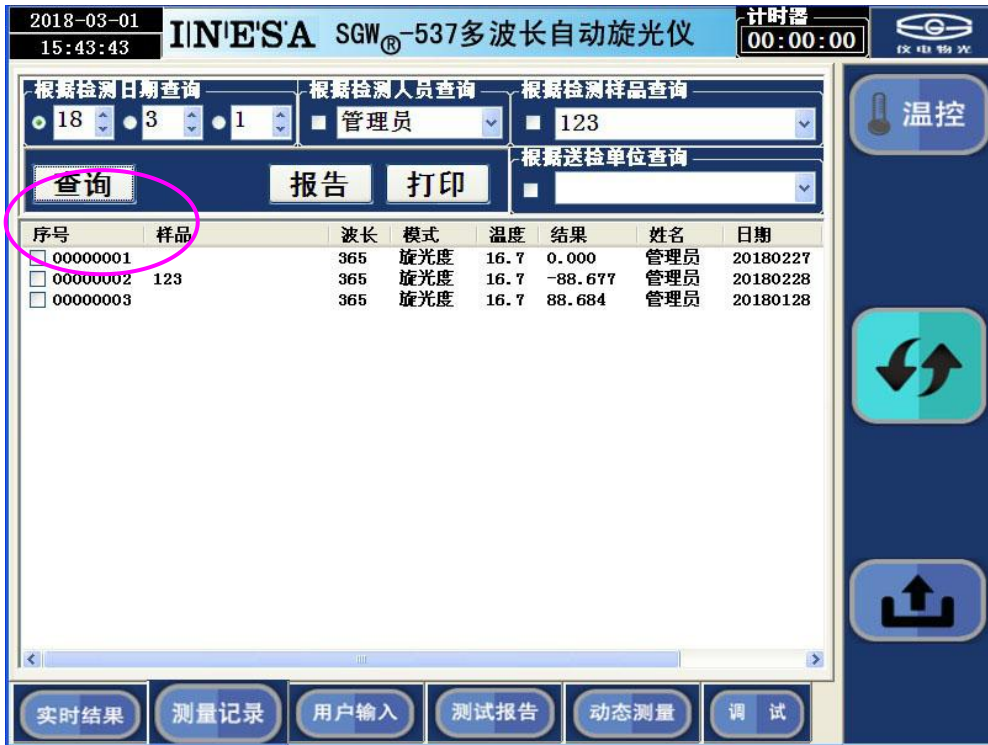 2018-03-01
15:43:43
INESA SGW®-537多波长自动旋光仪
计时器
00:00:00
仪电物光
根据检测日期查询
根据检测人员查询
根据检测样品查询
18 3 1
管理员
123
温控
根据送检单位查询
查询 报告 打印
序号 样品 波长 模式 温度 结果 姓名 日期
00000001 365 旋光度 16.7 0.000 管理员 20180227
00000002 123 365 旋光度 16.7 -88.677 管理员 20180228
00000003 365 旋光度 16.7 88.684 管理员 20180128
实时结果 测量记录 用户输入 测试报告 动态测量 调 试